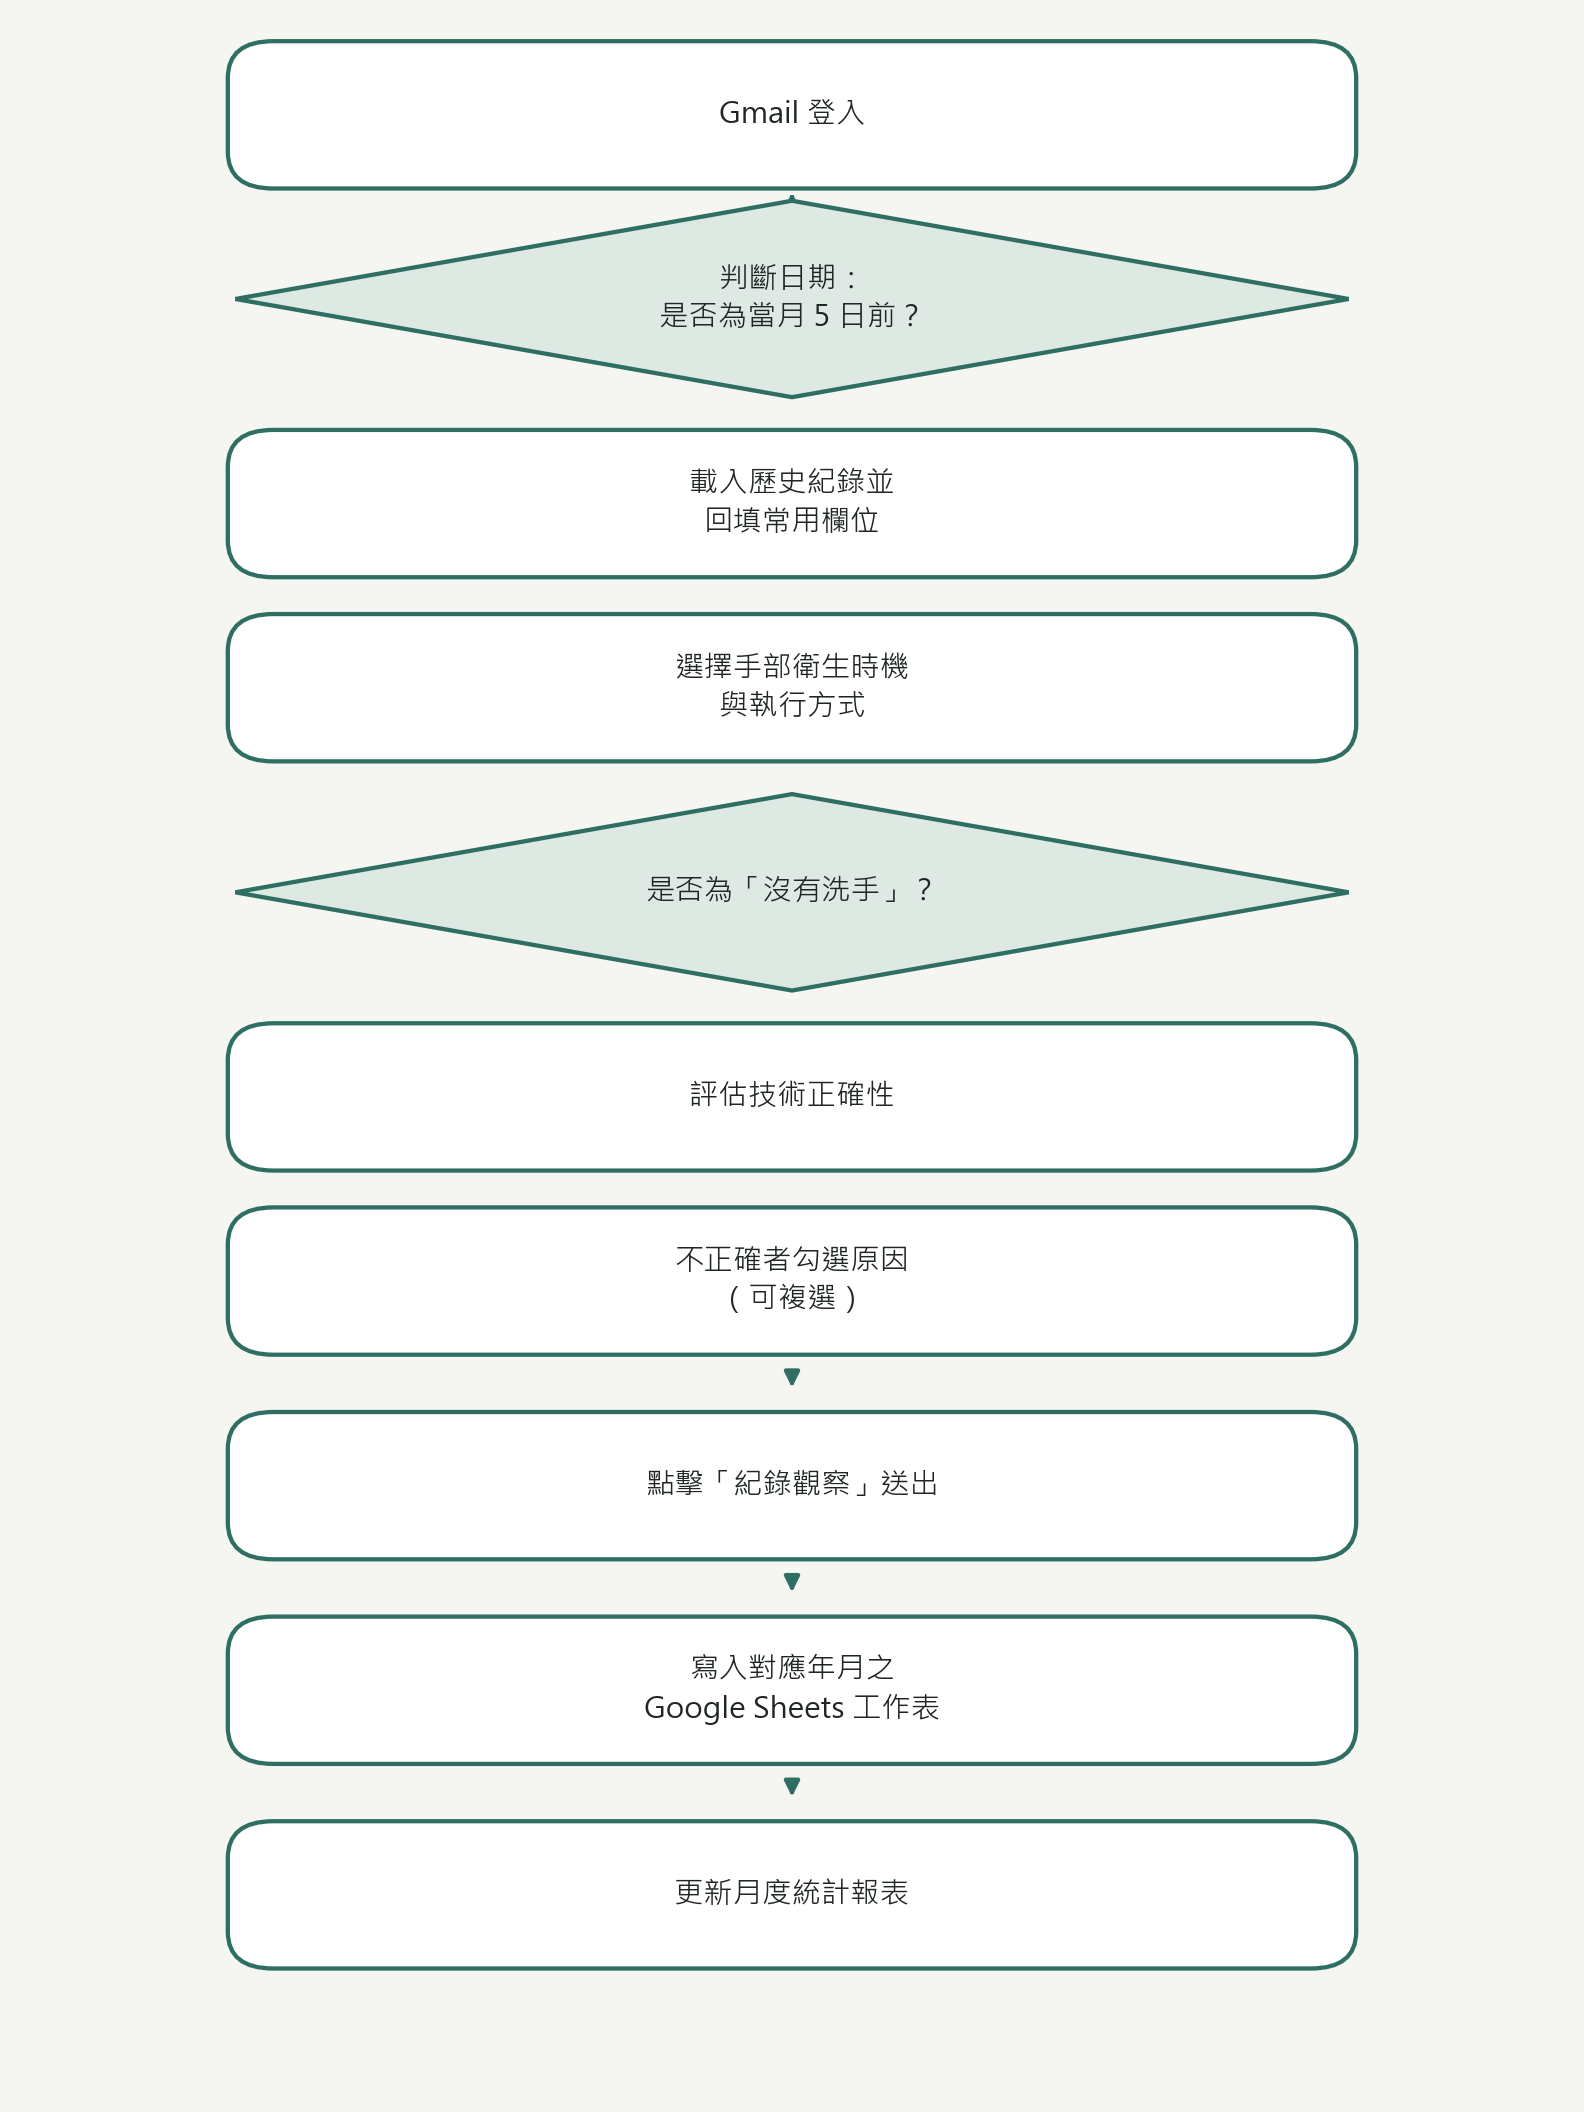 Gmail 登入
判斷日期：
是否為當月 5 日前？
載入歷史紀錄並
回填常用欄位
選擇手部衛生時機
與執行方式
是否為「沒有洗手」？
評估技術正確性
不正確者勾選原因
（可複選）
點擊「紀錄觀察」送出
寫入對應年月之
Google Sheets 工作表
更新月度統計報表